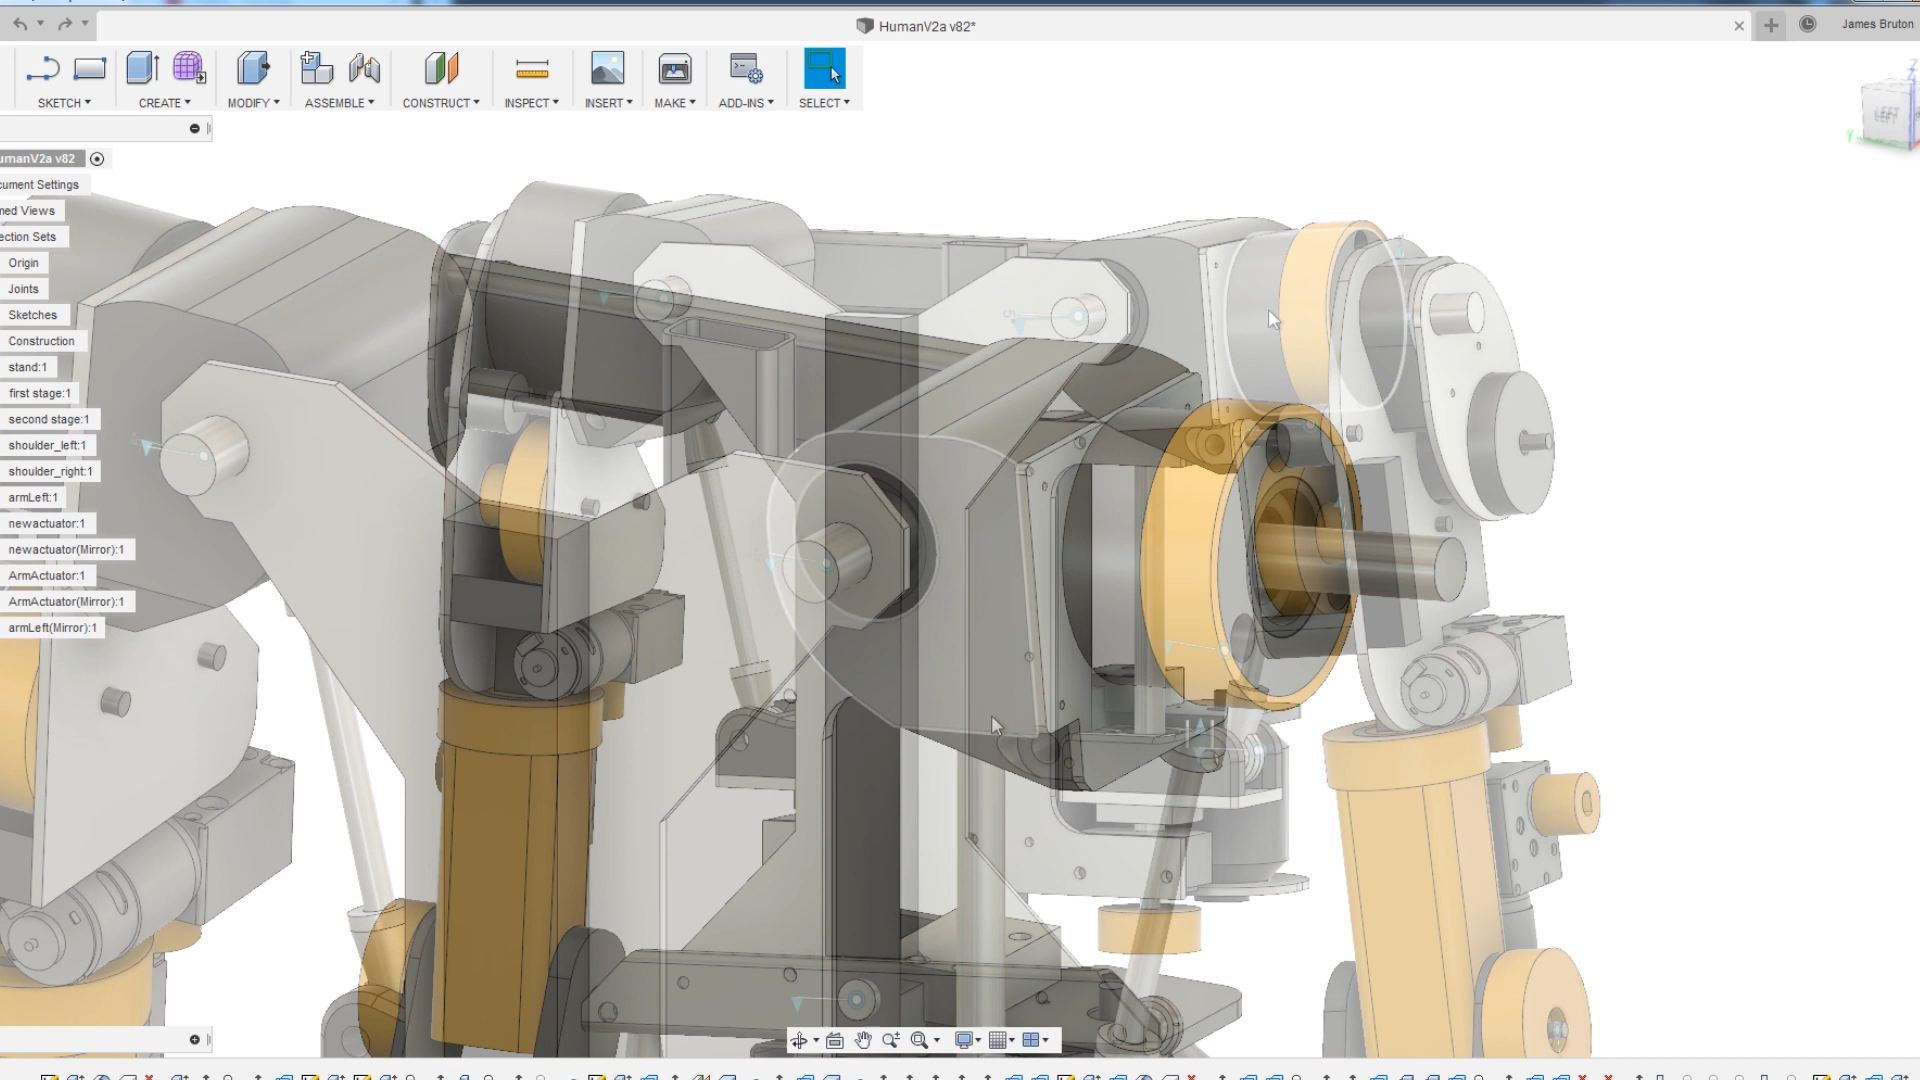 HumanV2a v82*
James Bruton
SKETCH
CREATE
MODIFY
ASSEMBLE
CONSTRUCT
INSPECT
INSERT
MAKE
ADD-INS
SELECT
Z
LEFT
Y
umanV2a v82
cument Settings
med Views
ection Sets
Origin
Joints
Sketches
Construction
stand:1
first stage:1
second stage:1
shoulder_left:1
shoulder_right:1
armLeft:1
newactuator:1
newactuator(Mirror):1
ArmActuator:1
ArmActuator(Mirror):1
armLeft(Mirror):1